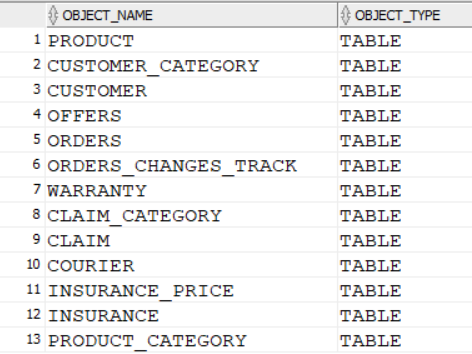 OBJECT_NAME OBJECT_TYPE
1 PRODUCT TABLE
2 CUSTOMER_CATEGORY TABLE
3 CUSTOMER TABLE
4 OFFERS TABLE
5 ORDERS TABLE
6 ORDERS_CHANGES_TRACK TABLE
7 WARRANTY TABLE
8 CLAIM_CATEGORY TABLE
9 CLAIM TABLE
10 COURIER TABLE
11 INSURANCE_PRICE TABLE
12 INSURANCE TABLE
13 PRODUCT_CATEGORY TABLE